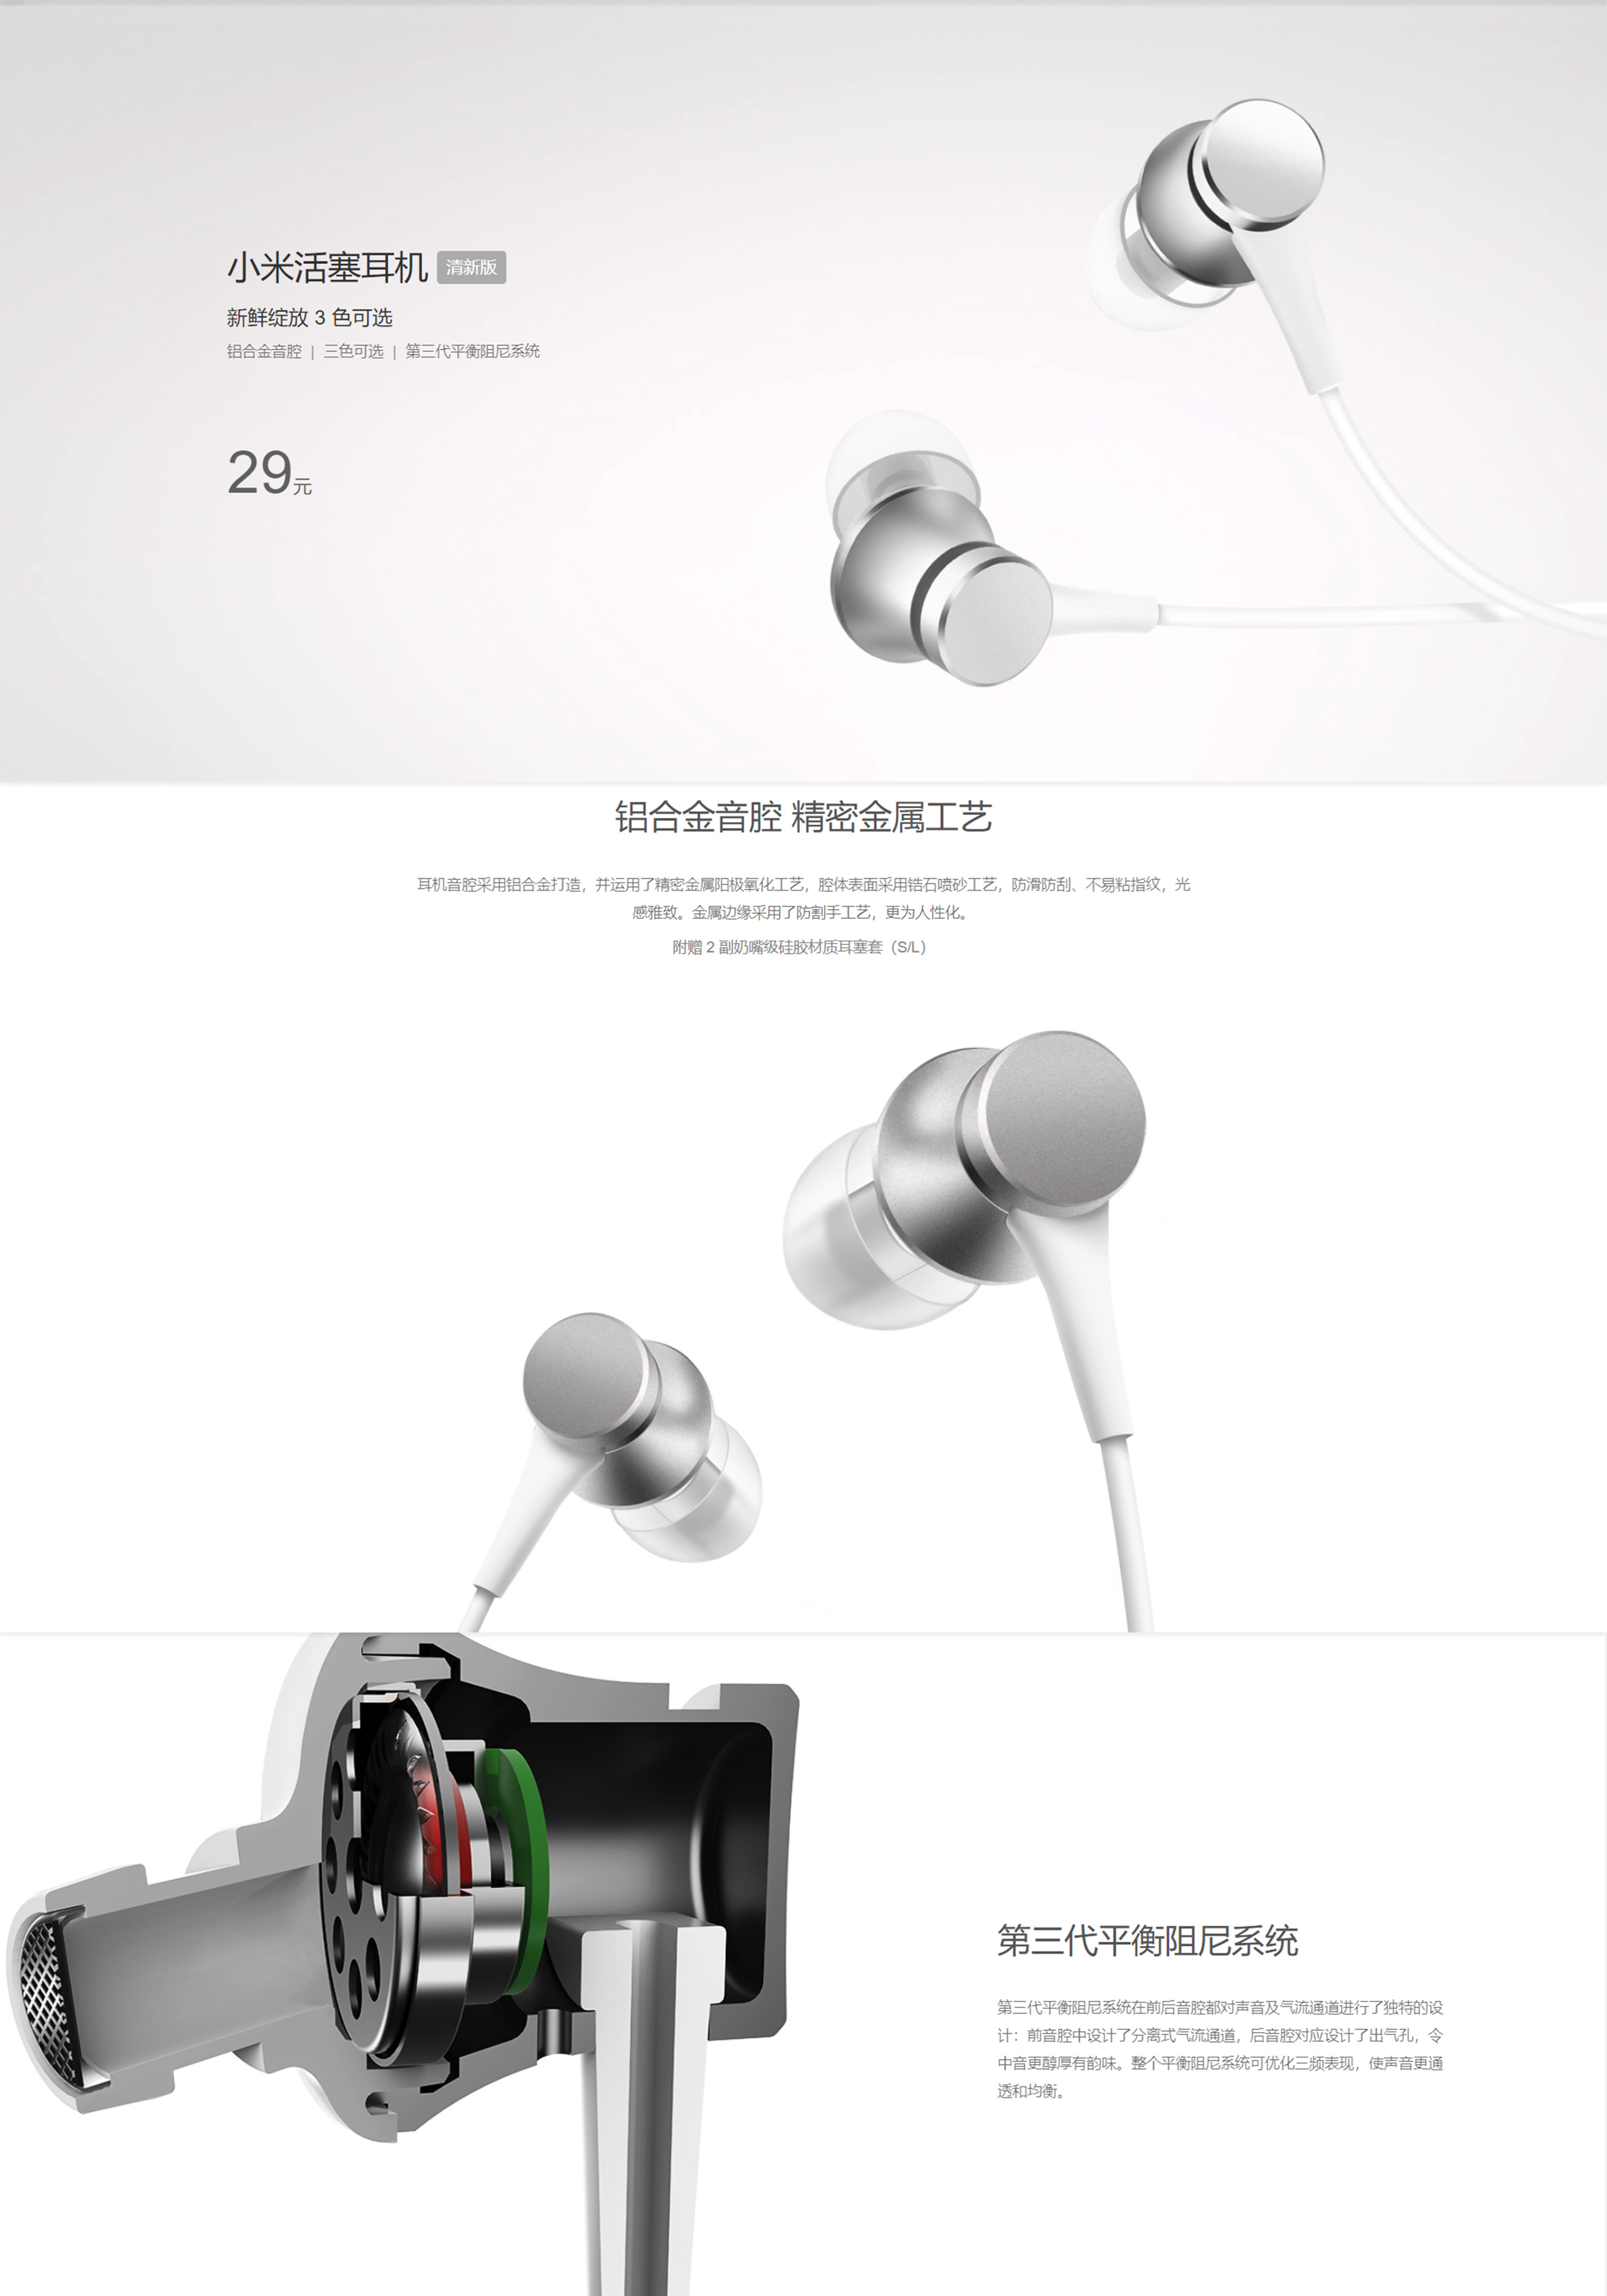 小米活塞耳机 清新版
新鲜绽放 3 色可选
铝合金音腔 | 三色可选 | 第三代平衡阻尼系统
29元
铝合金音腔 精密金属工艺
耳机音腔采用铝合金打造，并运用了精密金属阳极氧化工艺，腔体表面采用锆石喷砂工艺，防滑防刮、不易粘指纹，光
感雅致。金属边缘采用了防割手工艺，更为人性化。
附赠 2 副奶嘴级硅胶材质耳塞套（S/L）
第三代平衡阻尼系统
第三代平衡阻尼系统在前后音腔都对声音及气流通道进行了独特的设
计：前音腔中设计了分离式气流通道，后音腔对应设计了出气孔，令
中音更醇厚有韵味。整个平衡阻尼系统可优化三频表现，使声音更通
透和均衡。